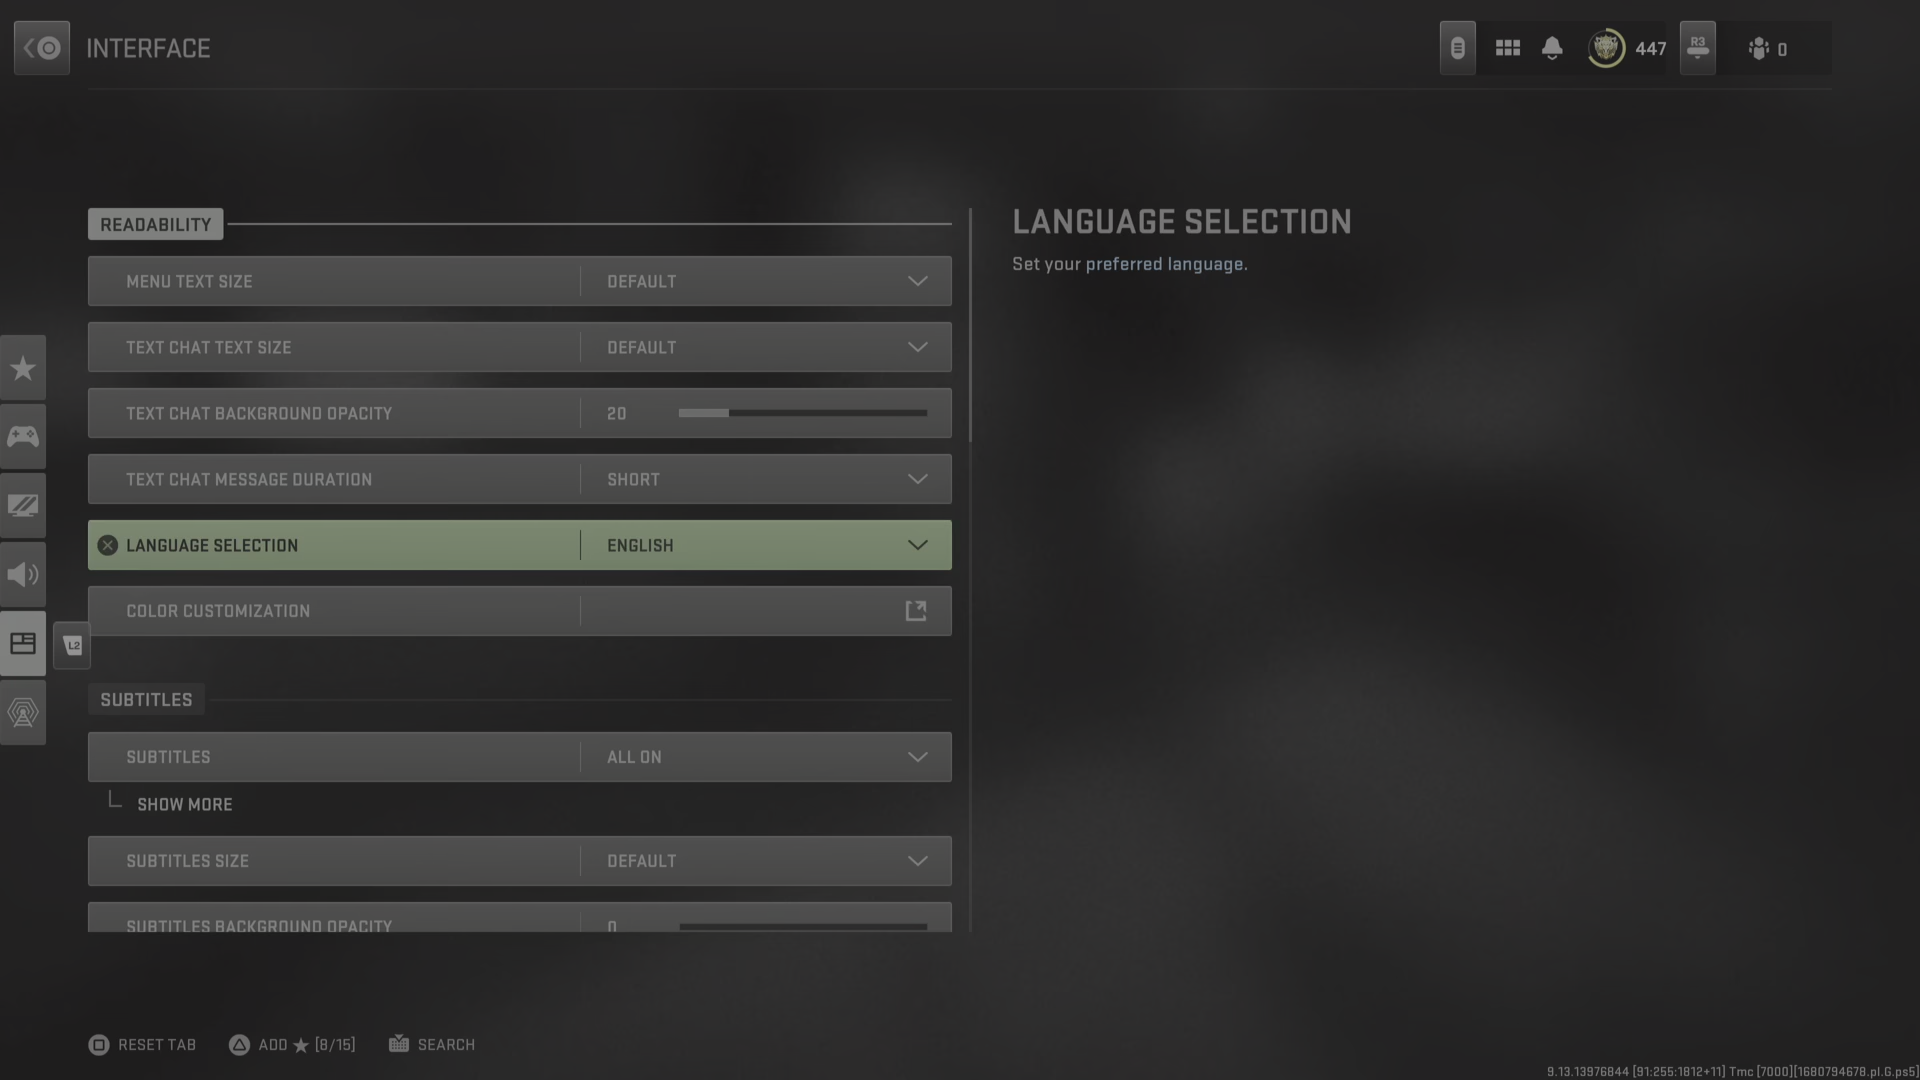 INTERFACE
447
R3
0
READABILITY
MENU TEXT SIZE
DEFAULT
TEXT CHAT TEXT SIZE
DEFAULT
TEXT CHAT BACKGROUND OPACITY
20
TEXT CHAT MESSAGE DURATION
SHORT
LANGUAGE SELECTION
ENGLISH
COLOR CUSTOMIZATION
L2
SUBTITLES
SUBTITLES
ALL ON
SHOW MORE
SUBTITLES SIZE
DEFAULT
SUBTITLES BACKGROUND OPACITY
0
LANGUAGE SELECTION
Set your preferred language.
RESET TAB
ADD ★ [8/15]
SEARCH
9.13.13976844 [91:255:1812+11] Tmc [7000][1680794678.pl.G.ps5]